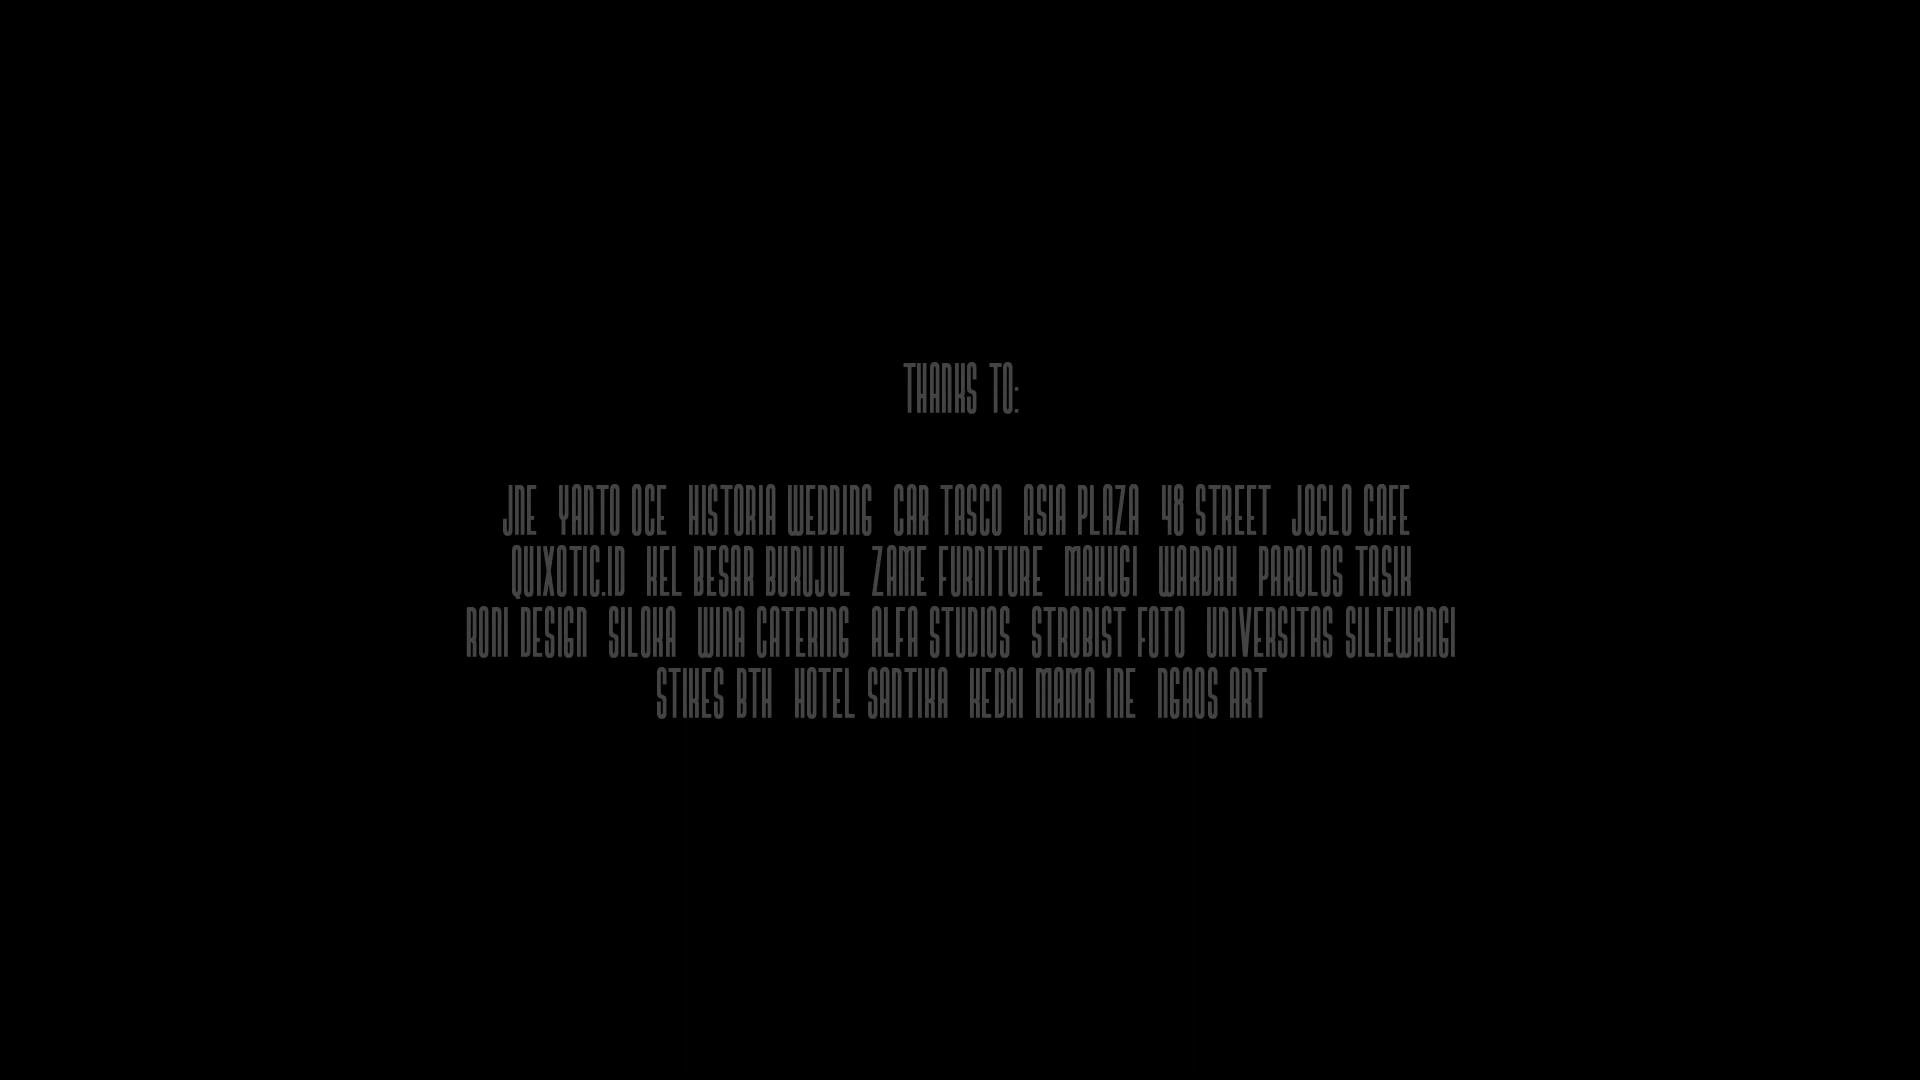 THANKS TO:
JNE YANTO OCE HISTORIA WEDDING CAR TASCO ASIA PLAZA 48 STREET JOGLO CAFE
QUIXOTIC.ID KEL BESAR BURUJUL ZAME FURNITURE MAKUGI WARDAH PAROLOS TASIK
RONI DESIGN SILOKA WINA CATERING ALFA STUDIOS STROBIST FOTO UNIVERSITAS SILIEWANGI
STIKES BTH HOTEL SANTIKA KEDAI MAMA INE NGAOS ART